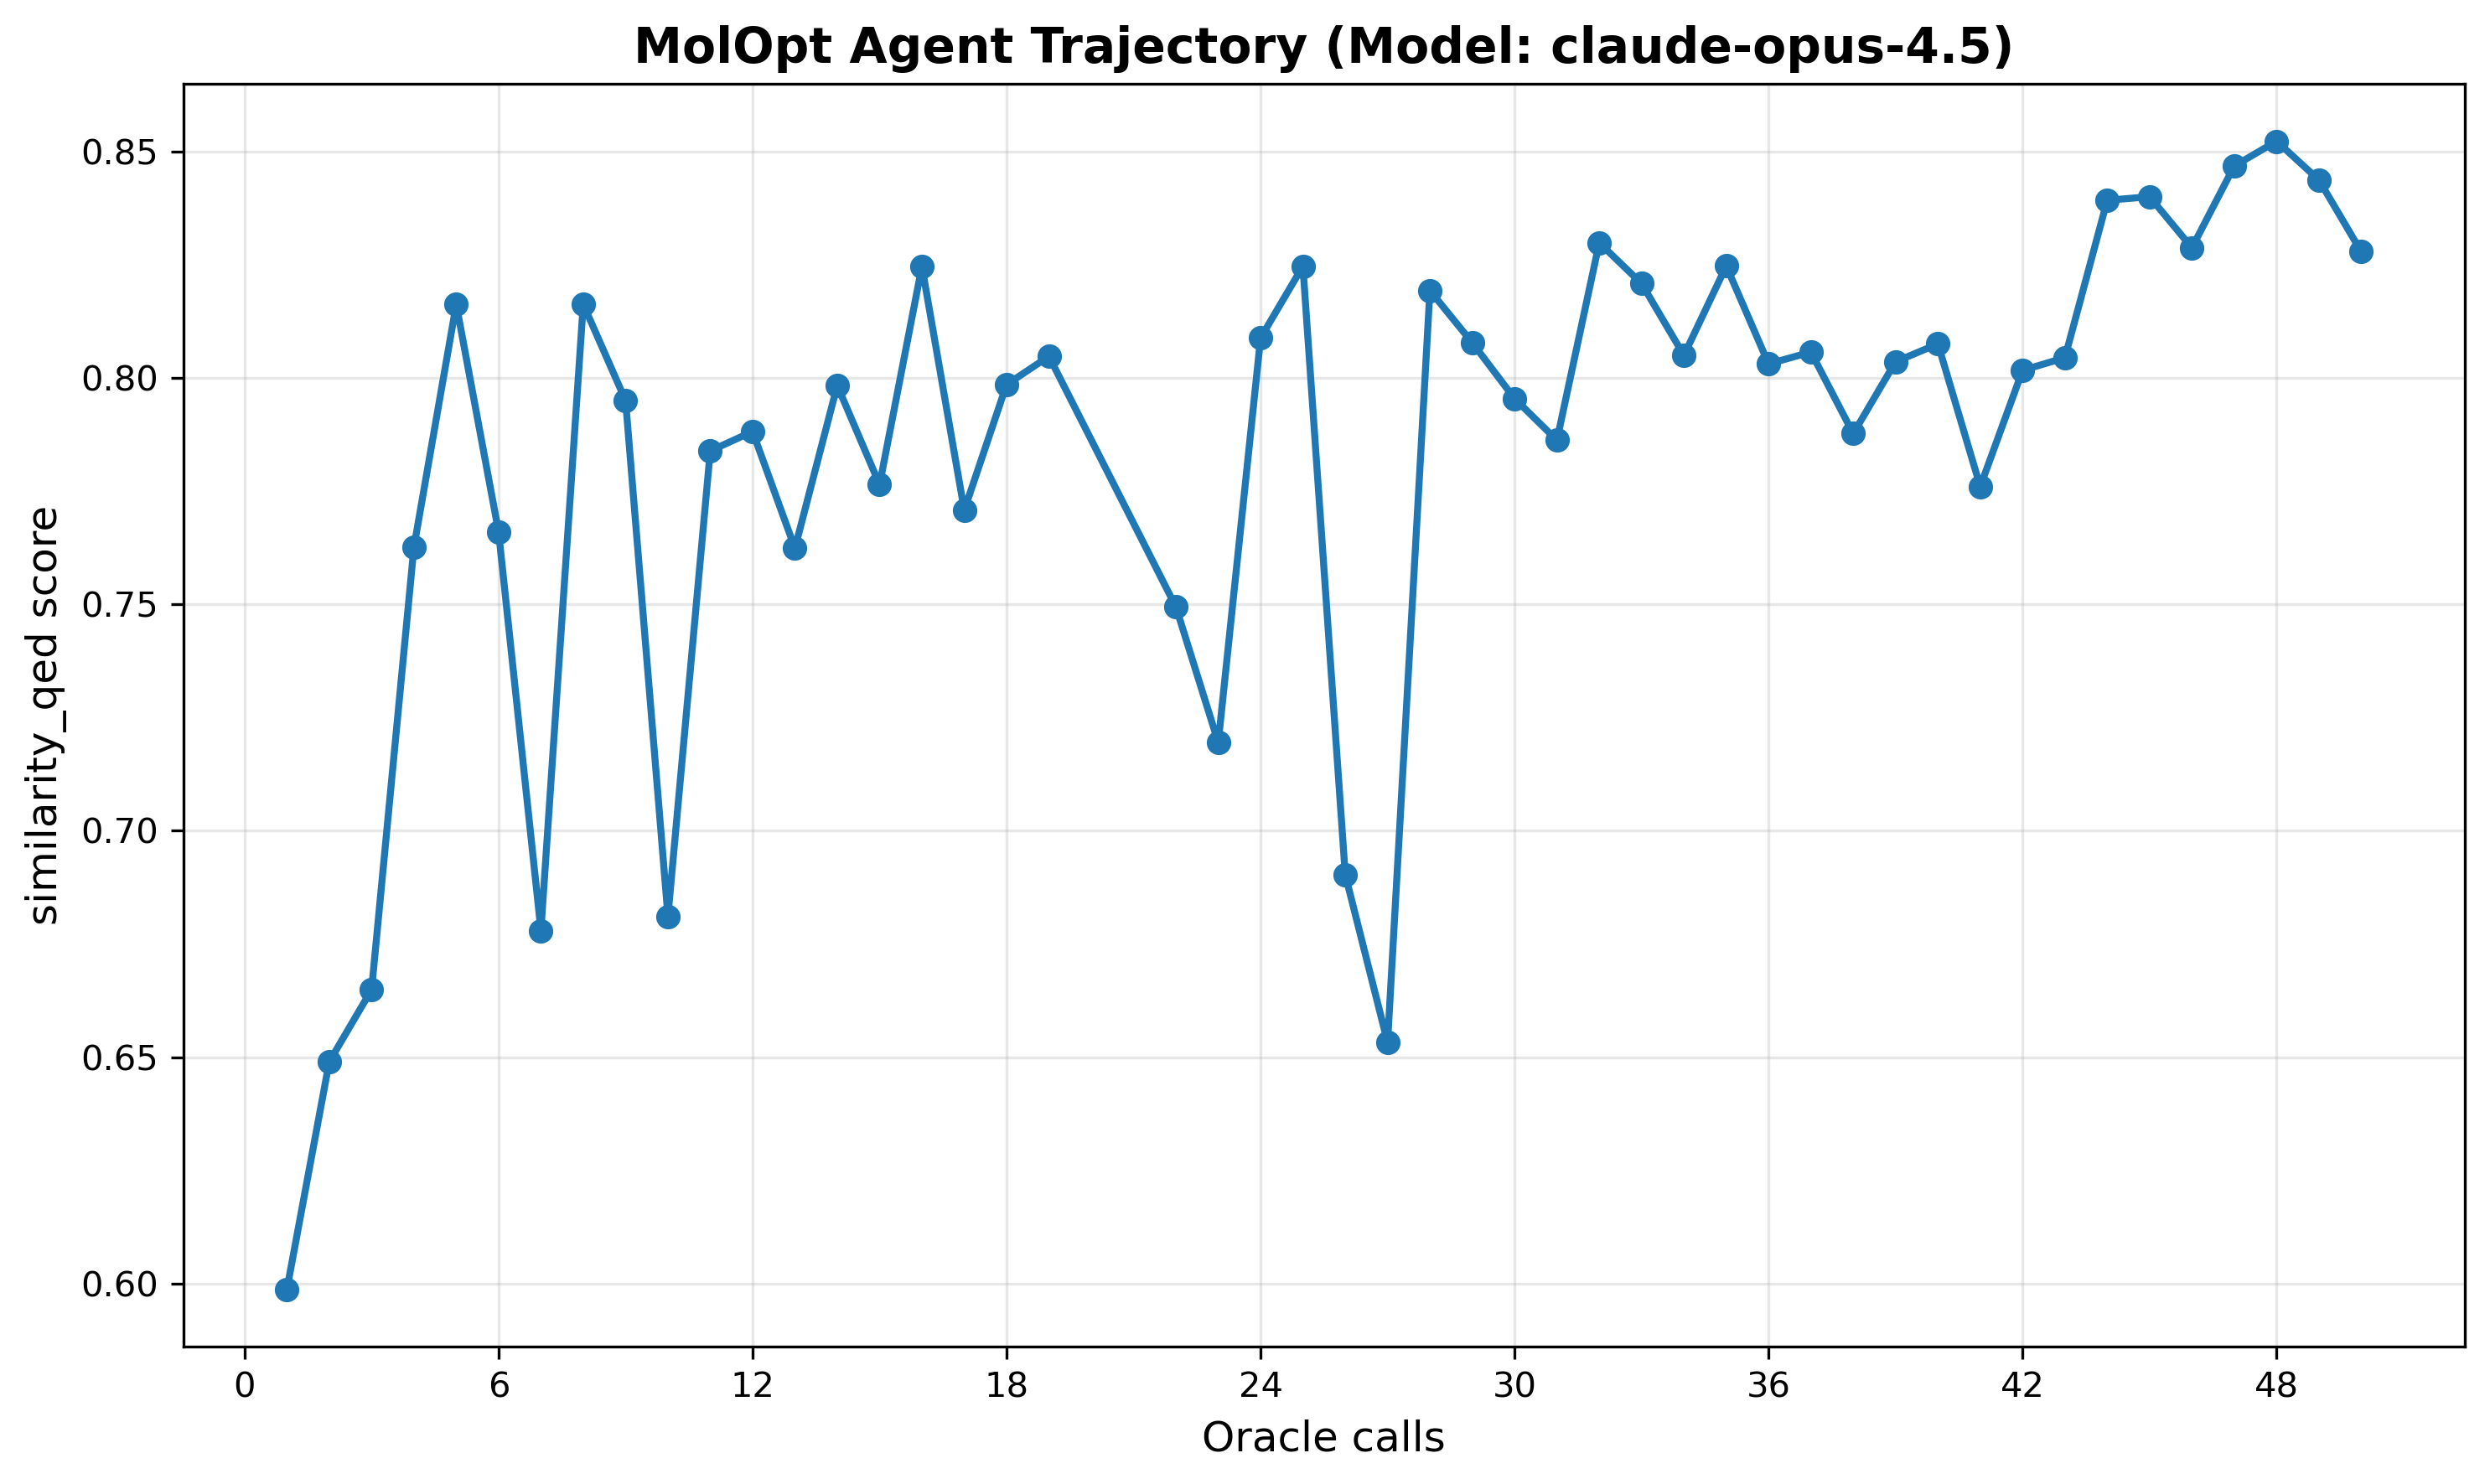 MolOpt Agent Trajectory (Model: claude-opus-4.5)
similarity_qed score
0.85
0.80
0.75
0.70
0.65
0.60
0 6 12 18 24 30 36 42 48
Oracle calls